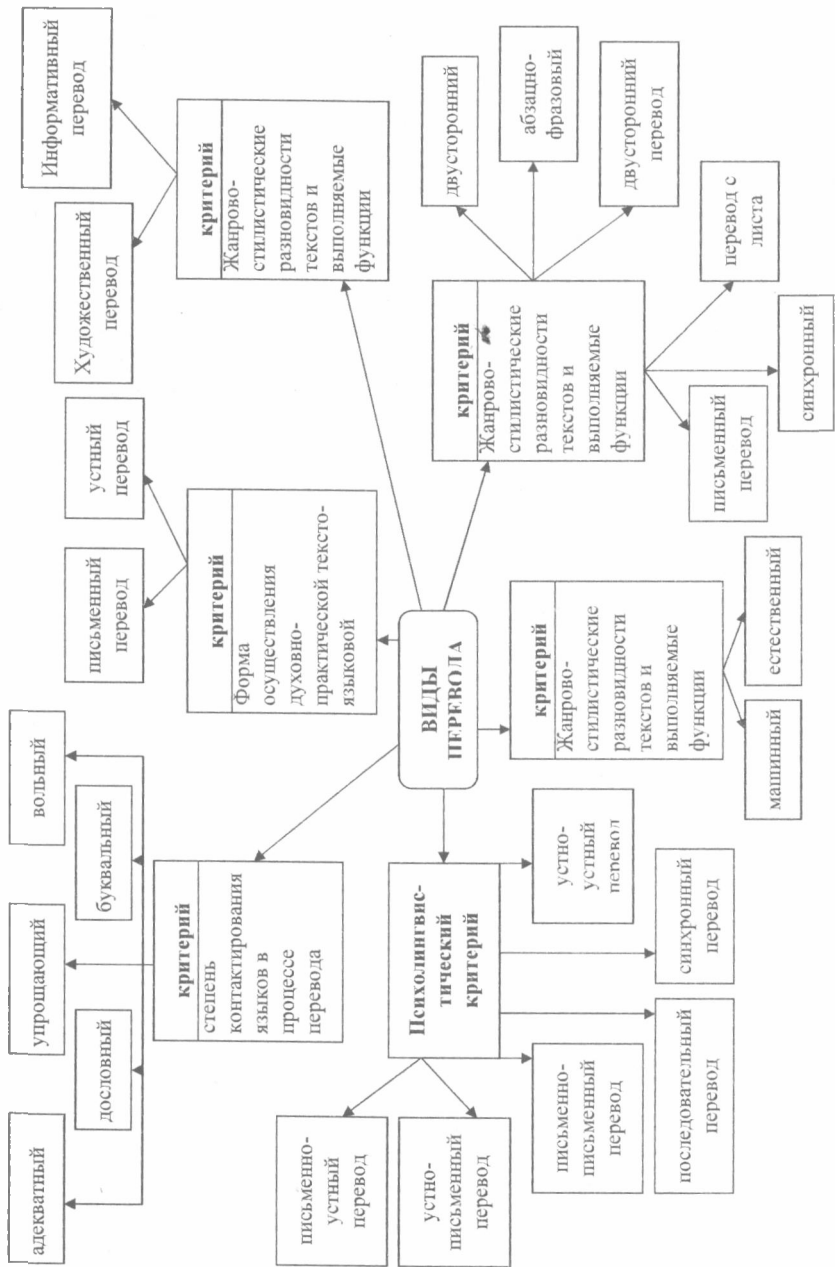 адекватный
упрощающий
вольный
дословный
буквальный
письменный
перевод
устный
перевод
Художественный
перевод
Информативный
перевод
критерий
степень
контактирования
языков в
процессе
перевода
критерий
Форма
осуществления
духовно-
практической тексто-
языковой
критерий
Жанрово-
стилистические
разновидности
текстов и
выполняемые
функции
письменно-
устный
перевод
устно-
письменный
перевод
Психолингвис-
тический
критерий
ВИДЫ
ПЕРЕВОДА
критерий
Жанрово-
стилистические
разновидности
текстов и
выполняемые
функции
двусторонний
абзацно-
фразовый
двусторонний
перевод
письменно-
письменный
перевод
устно-
устный
перевод
последовательный
перевод
синхронный
перевод
критерий
Жанрово-
стилистические
разновидности
текстов и
выполняемые
функции
машинный
естественный
письменный
перевод
синхронный
перевод с
листа